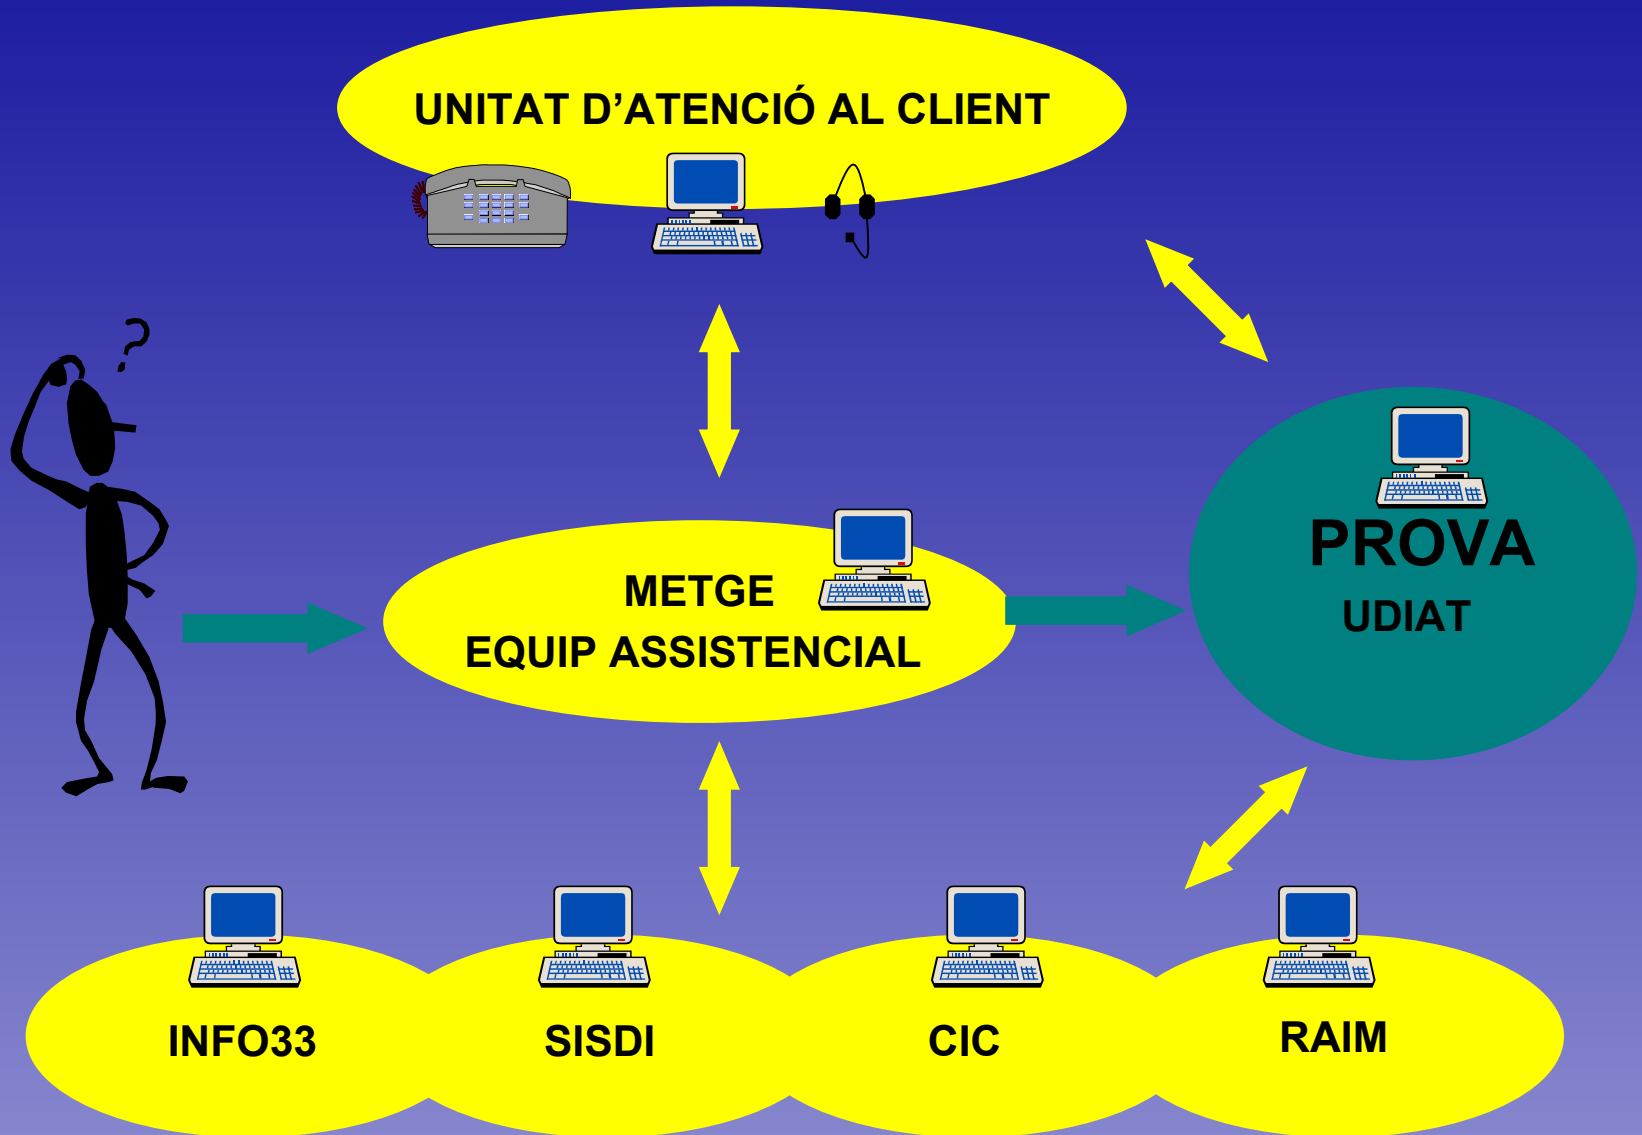 UNITAT D’ATENCIÓ AL CLIENT
?
METGE
EQUIP ASSISTENCIAL
PROVA
UDIAT
INFO33
SISDI
CIC
RAIM